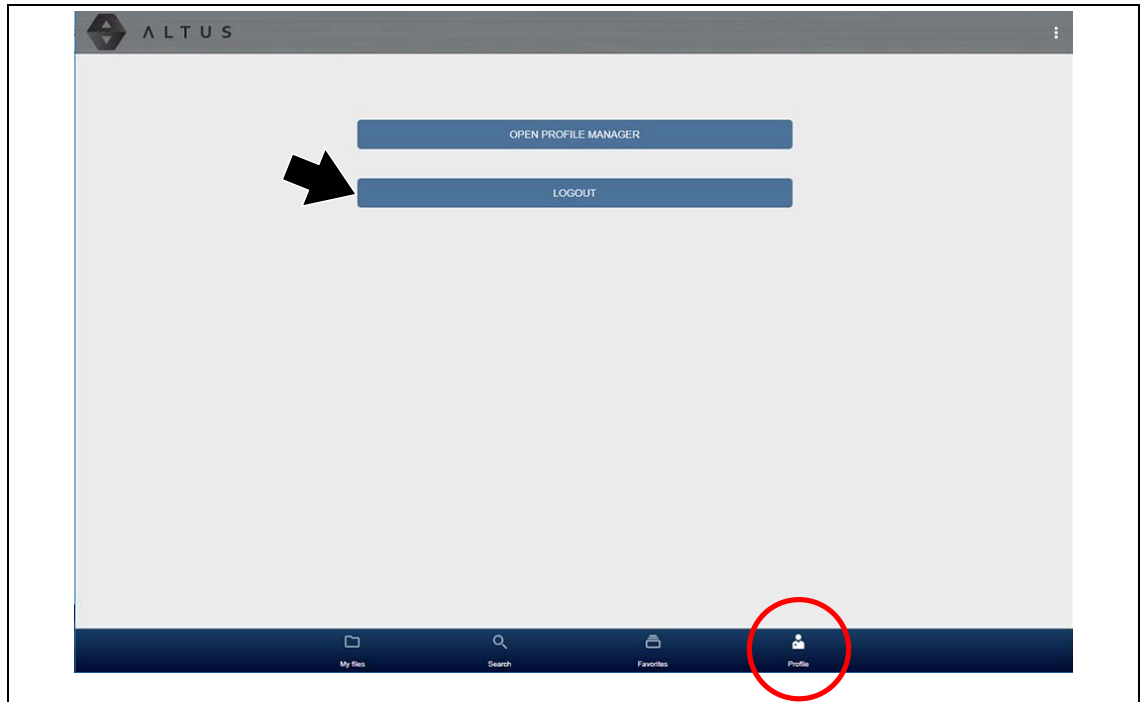 ALTUS
OPEN PROFILE MANAGER
LOGOUT
My files
Search
Favorites
Profile